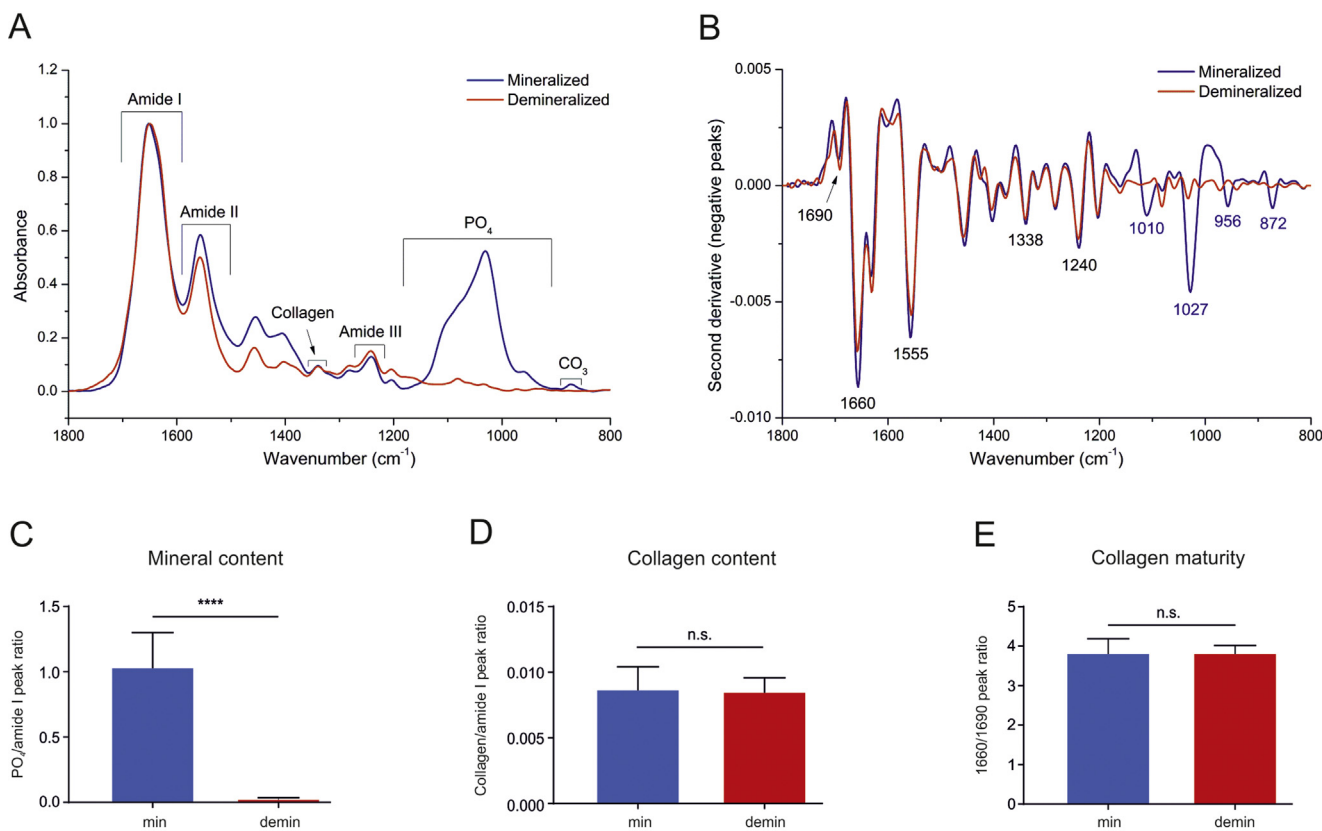 A
B
1.2
1.0
0.8
0.6
0.4
0.2
0.0
Absorbance
Mineralized
Demineralized
Amide I
Amide II
Collagen
Amide III
PO4
CO3
1800
1600
1400
1200
1000
800
Wavenumber (cm-1)
0.005
0.000
-0.005
-0.010
Second derivative (negative peaks)
Mineralized
Demineralized
1690
1660
1555
1338
1240
1010
1027
956
872
1800
1600
1400
1200
1000
800
Wavenumber (cm-1)
C
Mineral content
1.5
1.0
0.5
0.0
PO4/amide I peak ratio
****
min
demin
D
Collagen content
0.015
0.010
0.005
0.000
Collagen/amide I peak ratio
n.s.
min
demin
E
Collagen maturity
5
4
3
2
1
0
1660/1690 peak ratio
n.s.
min
demin